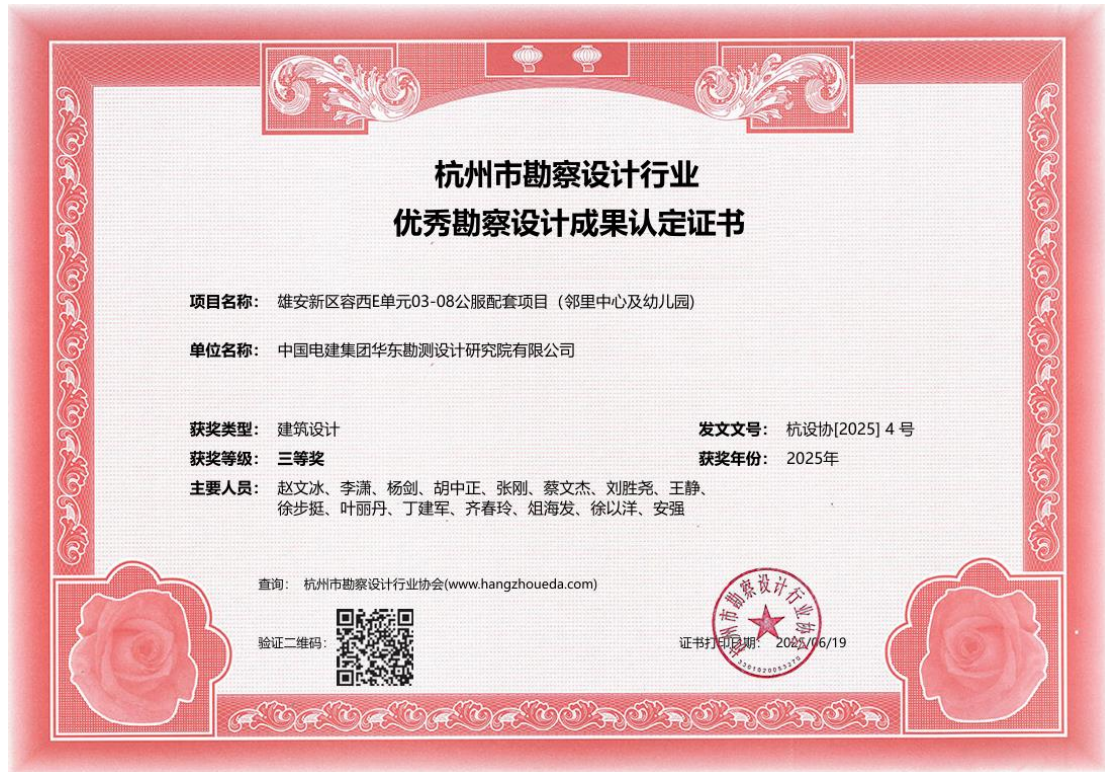 杭州市勘察设计行业
优秀勘察设计成果认定证书
项目名称： 雄安新区容西E单元03-08公服配套项目（邻里中心及幼儿园)
单位名称： 中国电建集团华东勘测设计研究院有限公司
获奖类型： 建筑设计
发文文号： 杭设协[2025] 4 号
获奖等级： 三等奖
获奖年份： 2025年
主要人员： 赵文冰、李潇、杨剑、胡中正、张刚、蔡文杰、刘胜尧、王静、
徐步挺、叶丽丹、丁建军、齐春玲、俎海发、徐以洋、安强
查询： 杭州市勘察设计行业协会(www.hangzhoueda.com)
验证二维码：
证书打印日期： 2025/06/19
杭州市勘察设计行业协会